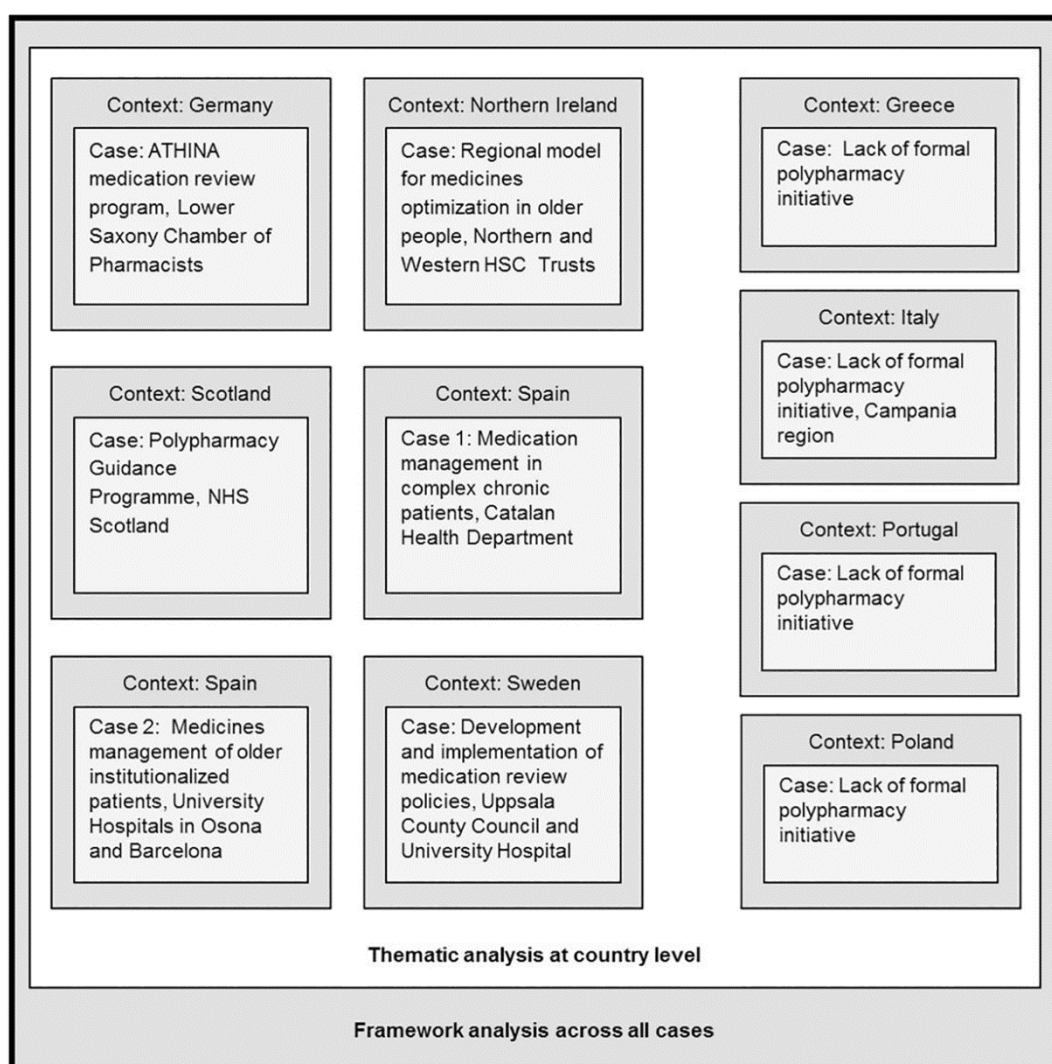 Context: Germany
Case: ATHINA
medication review
program, Lower
Saxony Chamber of
Pharmacists
Context: Northern Ireland
Case: Regional model
for medicines
optimization in older
people, Northern and
Western HSC Trusts
Context: Scotland
Case: Polypharmacy
Guidance
Programme, NHS
Scotland
Context: Spain
Case 1: Medication
management in
complex chronic
patients, Catalan
Health Department
Context: Spain
Case 2: Medicines
management of older
institutionalized
patients, University
Hospitals in Osona
and Barcelona
Context: Sweden
Case: Development
and implementation of
medication review
policies, Uppsala
County Council and
University Hospital
Context: Greece
Case: Lack of formal
polypharmacy
initiative
Context: Italy
Case: Lack of formal
polypharmacy
initiative, Campania
region
Context: Portugal
Case: Lack of formal
polypharmacy
initiative
Context: Poland
Case: Lack of formal
polypharmacy
initiative
Thematic analysis at country level
Framework analysis across all cases